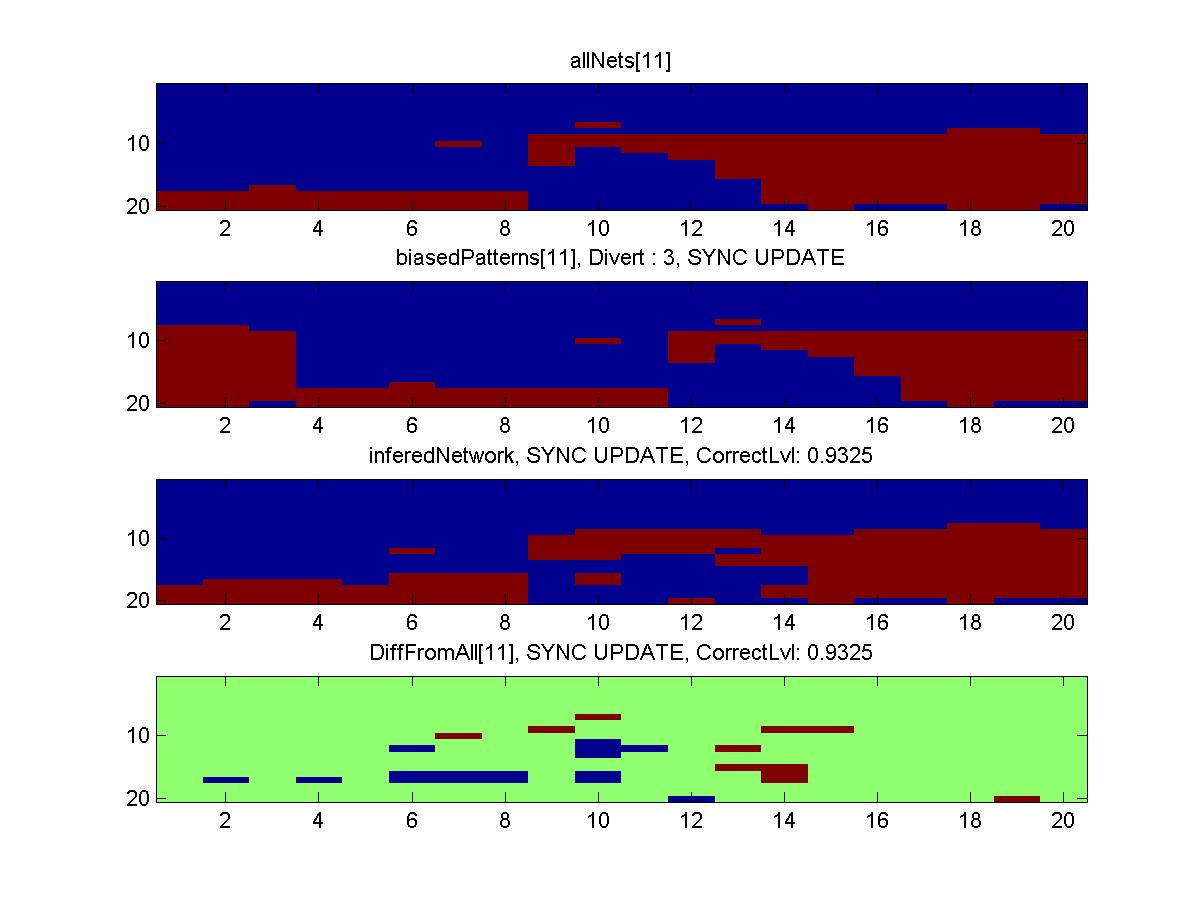 allNets[11]
10
20
2 4 6 8 10 12 14 16 18 20
biasedPatterns[11], Divert : 3, SYNC UPDATE
10
20
2 4 6 8 10 12 14 16 18 20
inferedNetwork, SYNC UPDATE, CorrectLvl: 0.9325
10
20
2 4 6 8 10 12 14 16 18 20
DiffFromAll[11], SYNC UPDATE, CorrectLvl: 0.9325
10
20
2 4 6 8 10 12 14 16 18 20